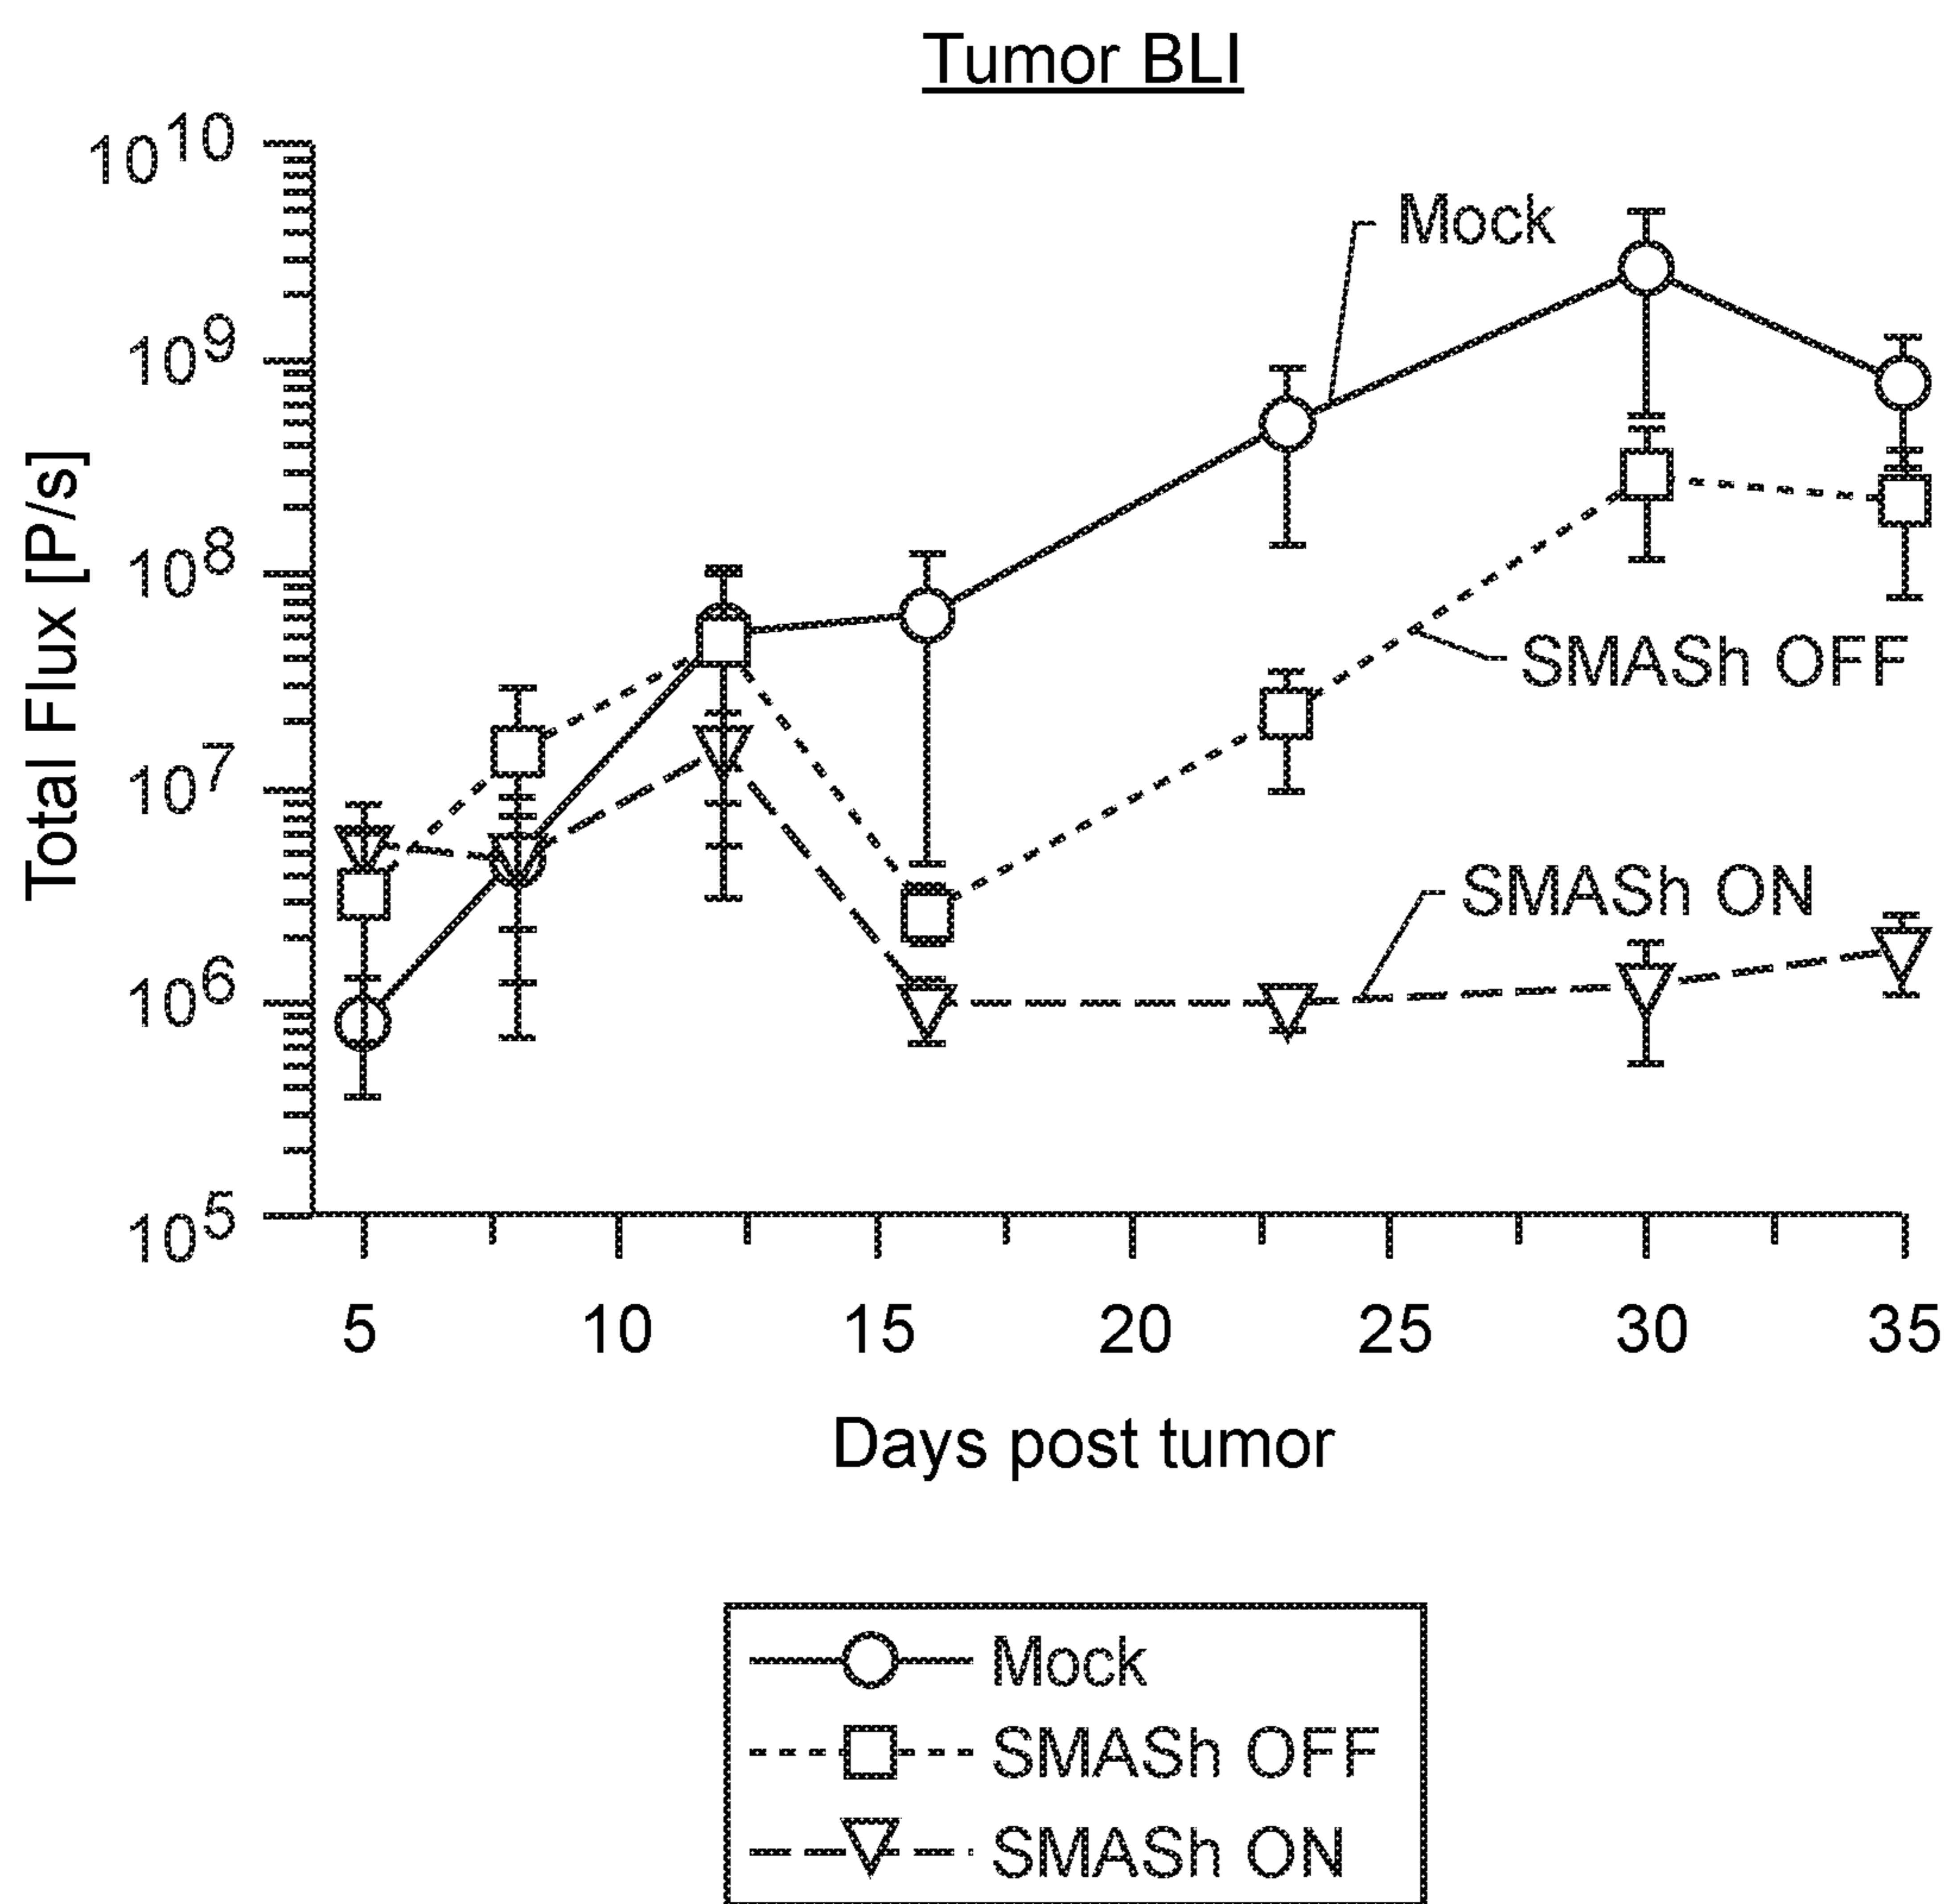 Tumor BLI
10^10
10^9
10^8
10^7
10^6
10^5
Total Flux [P/s]
Mock
SMASh OFF
SMASh ON
5 10 15 20 25 30 35
Days post tumor
Mock
SMASh OFF
SMASh ON